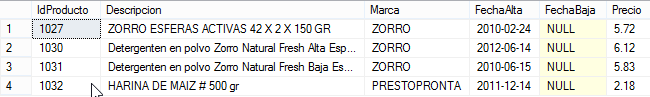 IdProducto Descripcion Marca FechaAlta FechaBaja Precio
1 1027 ZORRO ESFERAS ACTIVAS 42 X 2 X 150 GR ZORRO 2010-02-24 NULL 5.72
2 1030 Detergenten en polvo Zorro Natural Fresh Alta Esp... ZORRO 2012-06-14 NULL 6.12
3 1031 Detergenten en polvo Zorro Natural Fresh Baja Es... ZORRO 2010-06-15 NULL 5.83
4 1032 HARINA DE MAIZ # 500 gr PRESTOPRONTA 2011-12-14 NULL 2.18